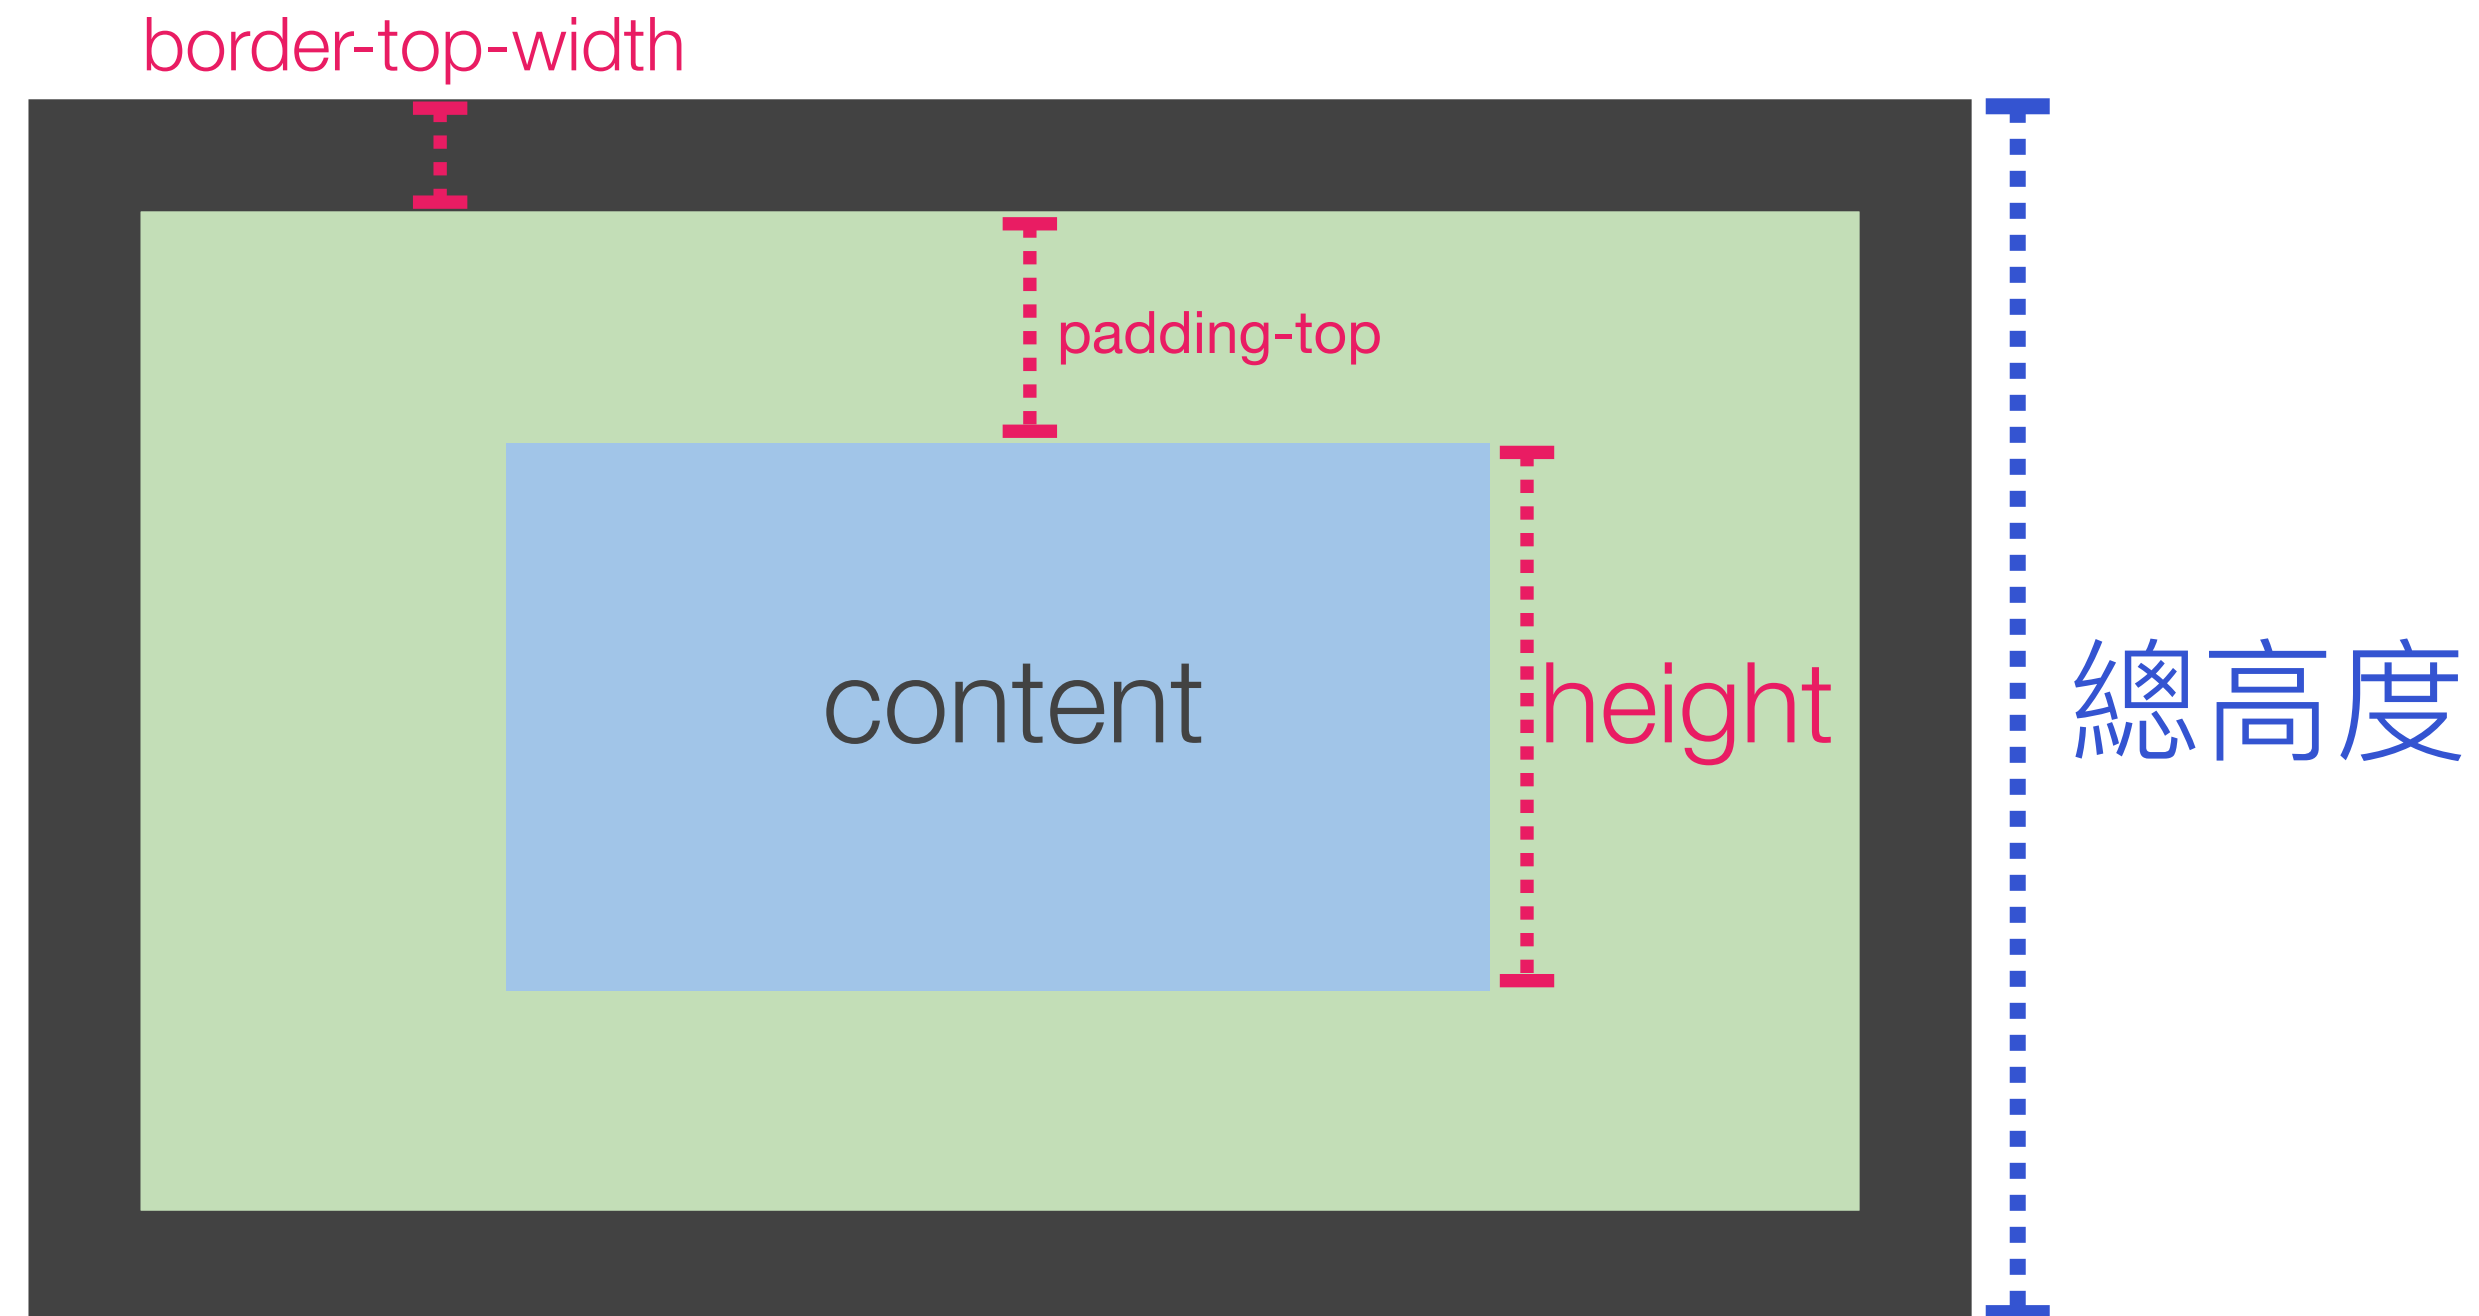 border-top-width
padding-top
content
height
總高度